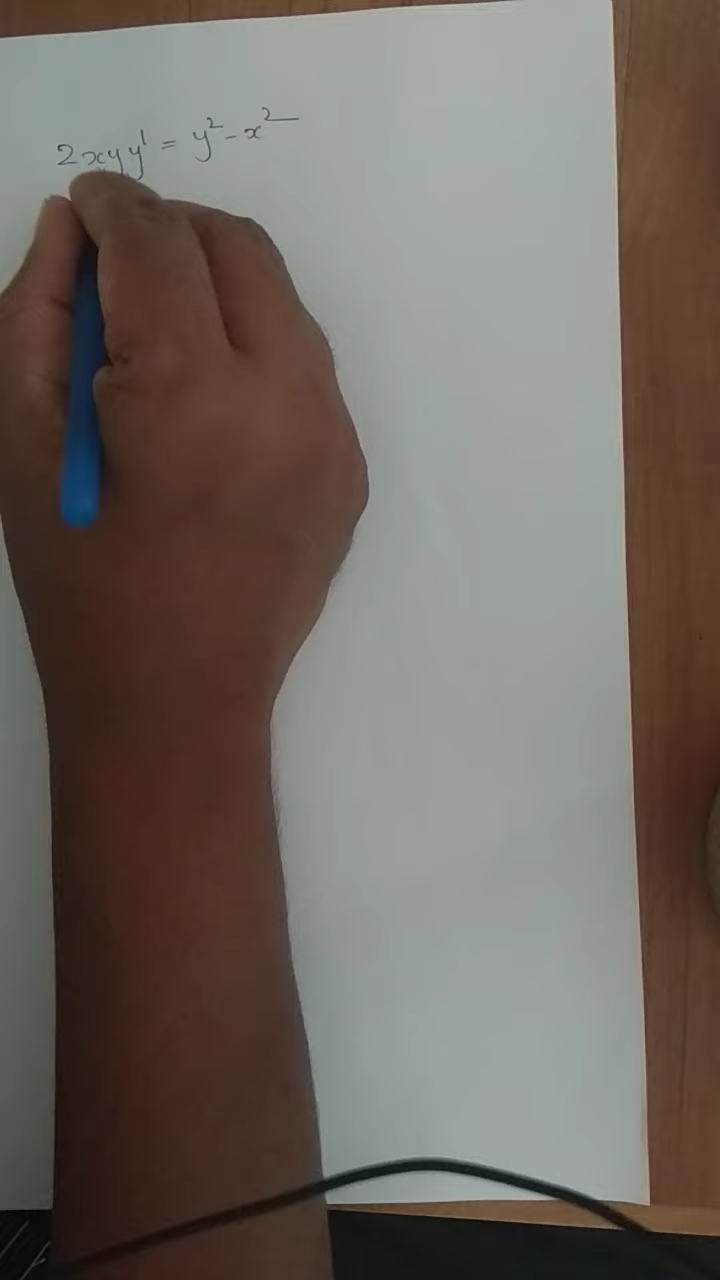 2xyy' = y² - x²